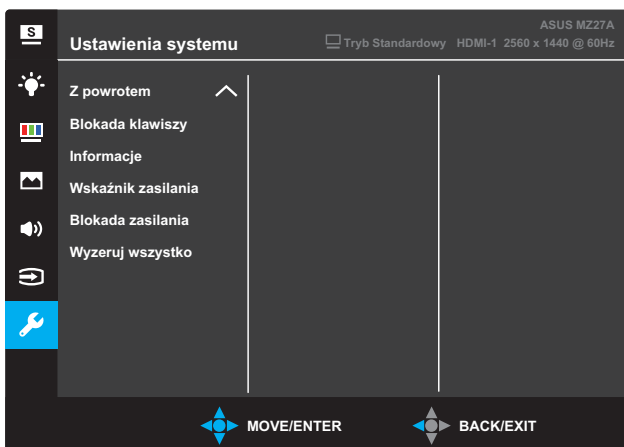 S
ASUS MZ27A
Ustawienia systemu
Tryb Standardowy HDMI-1 2560 x 1440 @ 60Hz
Z powrotem
Blokada klawiszy
Informacje
Wskaźnik zasilania
Blokada zasilania
Wyzeruj wszystko
MOVE/ENTER
BACK/EXIT